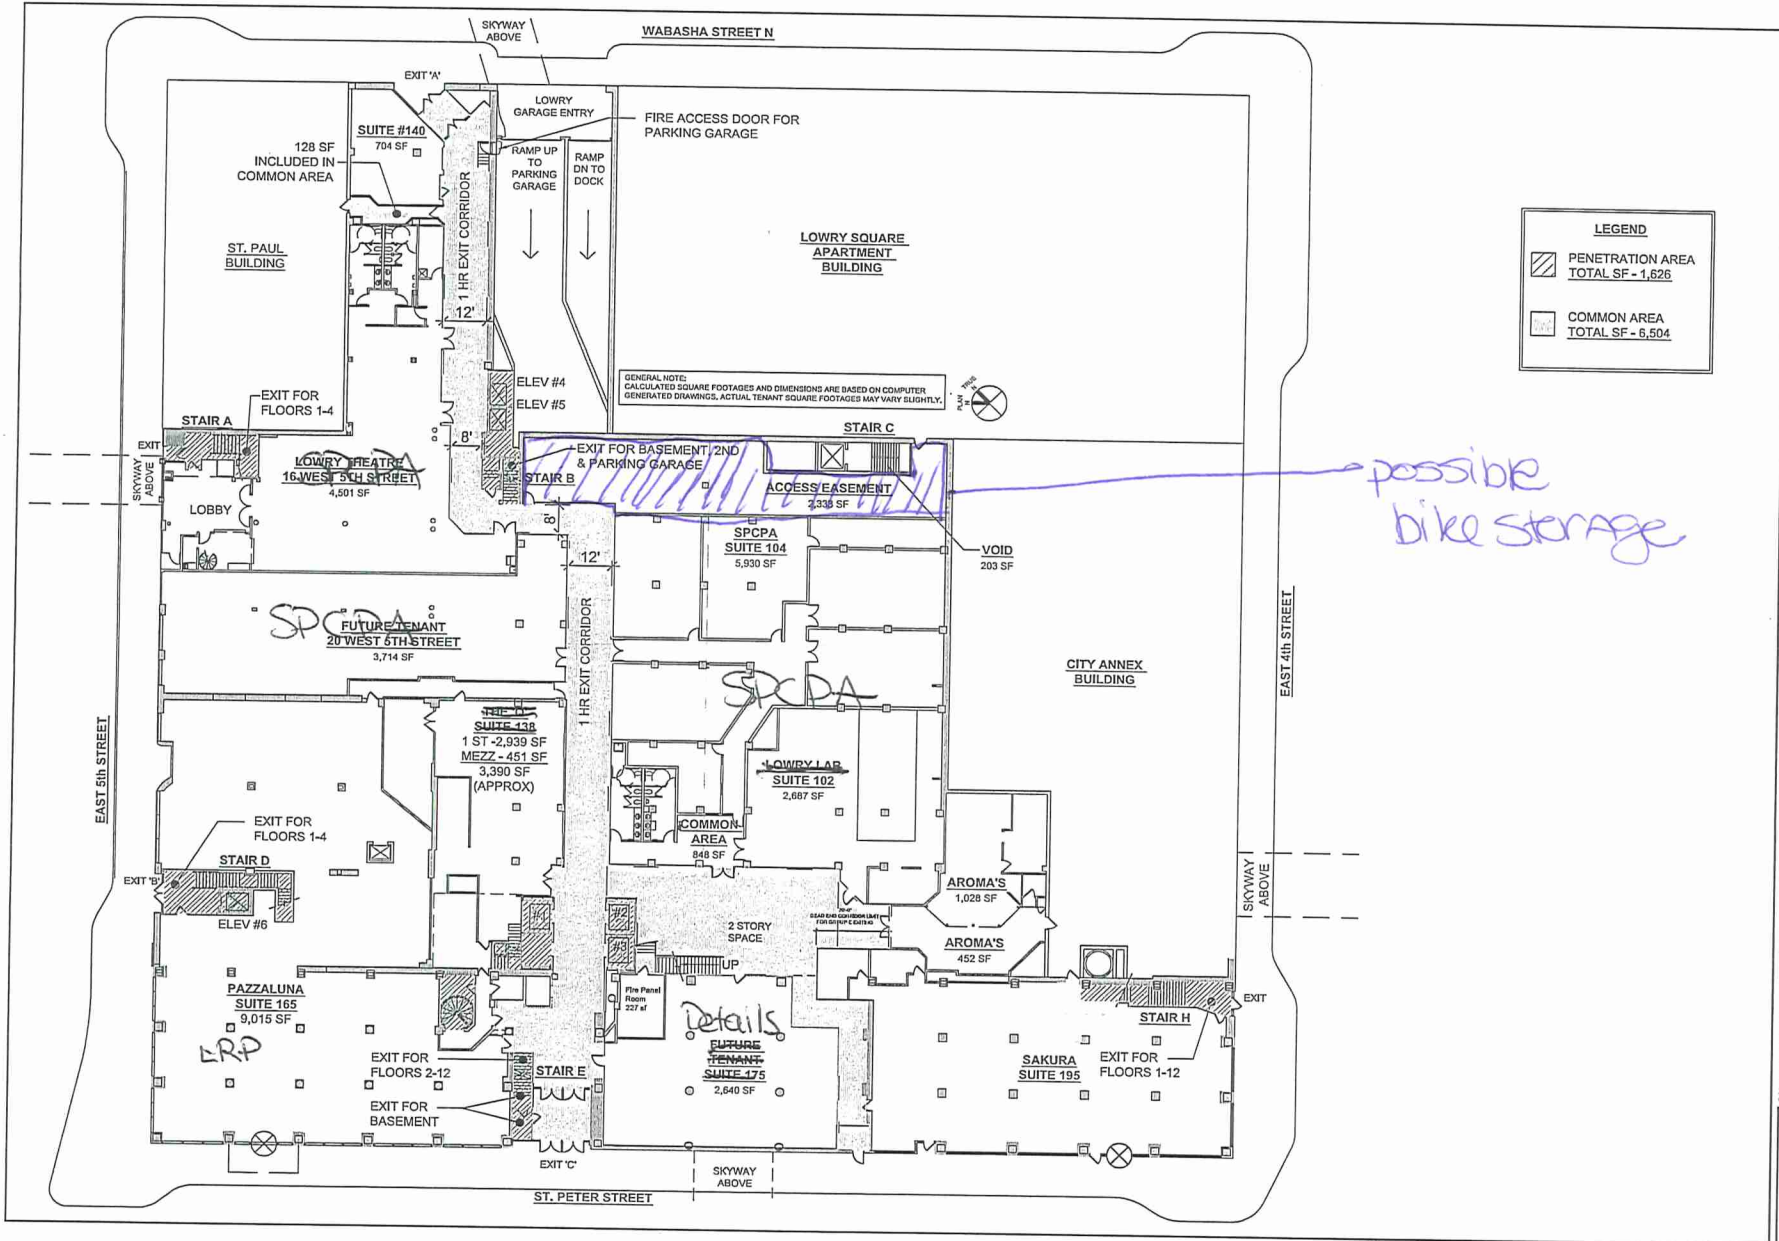 WABASHA STREET N
SKYWAY
ABOVE
EXIT 'A'
LOWRY
GARAGE ENTRY
FIRE ACCESS DOOR FOR
PARKING GARAGE
SUITE #140
704 SF
128 SF
INCLUDED IN
COMMON AREA
RAMP UP
TO
PARKING
GARAGE
RAMP
DN TO
DOCK
1 HR EXIT CORRIDOR
12'
ST. PAUL
BUILDING
LOWRY SQUARE
APARTMENT
BUILDING
LEGEND
PENETRATION AREA
TOTAL SF - 1,626
COMMON AREA
TOTAL SF - 6,504
GENERAL NOTE:
CALCULATED SQUARE FOOTAGES AND DIMENSIONS ARE BASED ON COMPUTER
GENERATED DRAWINGS, ACTUAL TENANT SQUARE FOOTAGES MAY VARY SLIGHTLY.
PLAN N
TRUE N
ELEV #4
ELEV #5
EXIT FOR
FLOORS 1-4
STAIR A
EXIT
SKYWAY
ABOVE
8'
STAIR C
EXIT FOR BASEMENT, 2ND
& PARKING GARAGE
STAIR B
ACCESS EASEMENT
2,338 SF
possible
bike storage
LOWRY THEATRE
16 WEST 5TH STREET
4,501 SF
SPCPA
LOBBY
8'
12'
SPCPA
SUITE 104
5,930 SF
VOID
203 SF
SPCPA
FUTURE TENANT
20 WEST 5TH STREET
3,714 SF
1 HR EXIT CORRIDOR
SPCPA
CITY ANNEX
BUILDING
EAST 4th STREET
EAST 5th STREET
SUITE 138
1 ST -2,939 SF
MEZZ - 451 SF
3,390 SF
(APPROX)
LOWRY LAB
SUITE 102
2,687 SF
COMMON
AREA
848 SF
EXIT FOR
FLOORS 1-4
STAIR D
EXIT 'B'
ELEV #6
#1
#2
#3
2 STORY
SPACE
UP
DEAD END CORRIDOR LIMIT
AROMA'S
1,028 SF
AROMA'S
452 SF
SKYWAY
ABOVE
PAZZALUNA
SUITE 165
9,015 SF
ERP
Fire Panel
Room
227 sf
Details
FUTURE
TENANT
SUITE 175
2,640 SF
SAKURA
SUITE 195
STAIR H
EXIT
EXIT FOR
FLOORS 1-12
EXIT FOR
FLOORS 2-12
STAIR E
EXIT FOR
BASEMENT
EXIT 'C'
SKYWAY
ABOVE
ST. PETER STREET